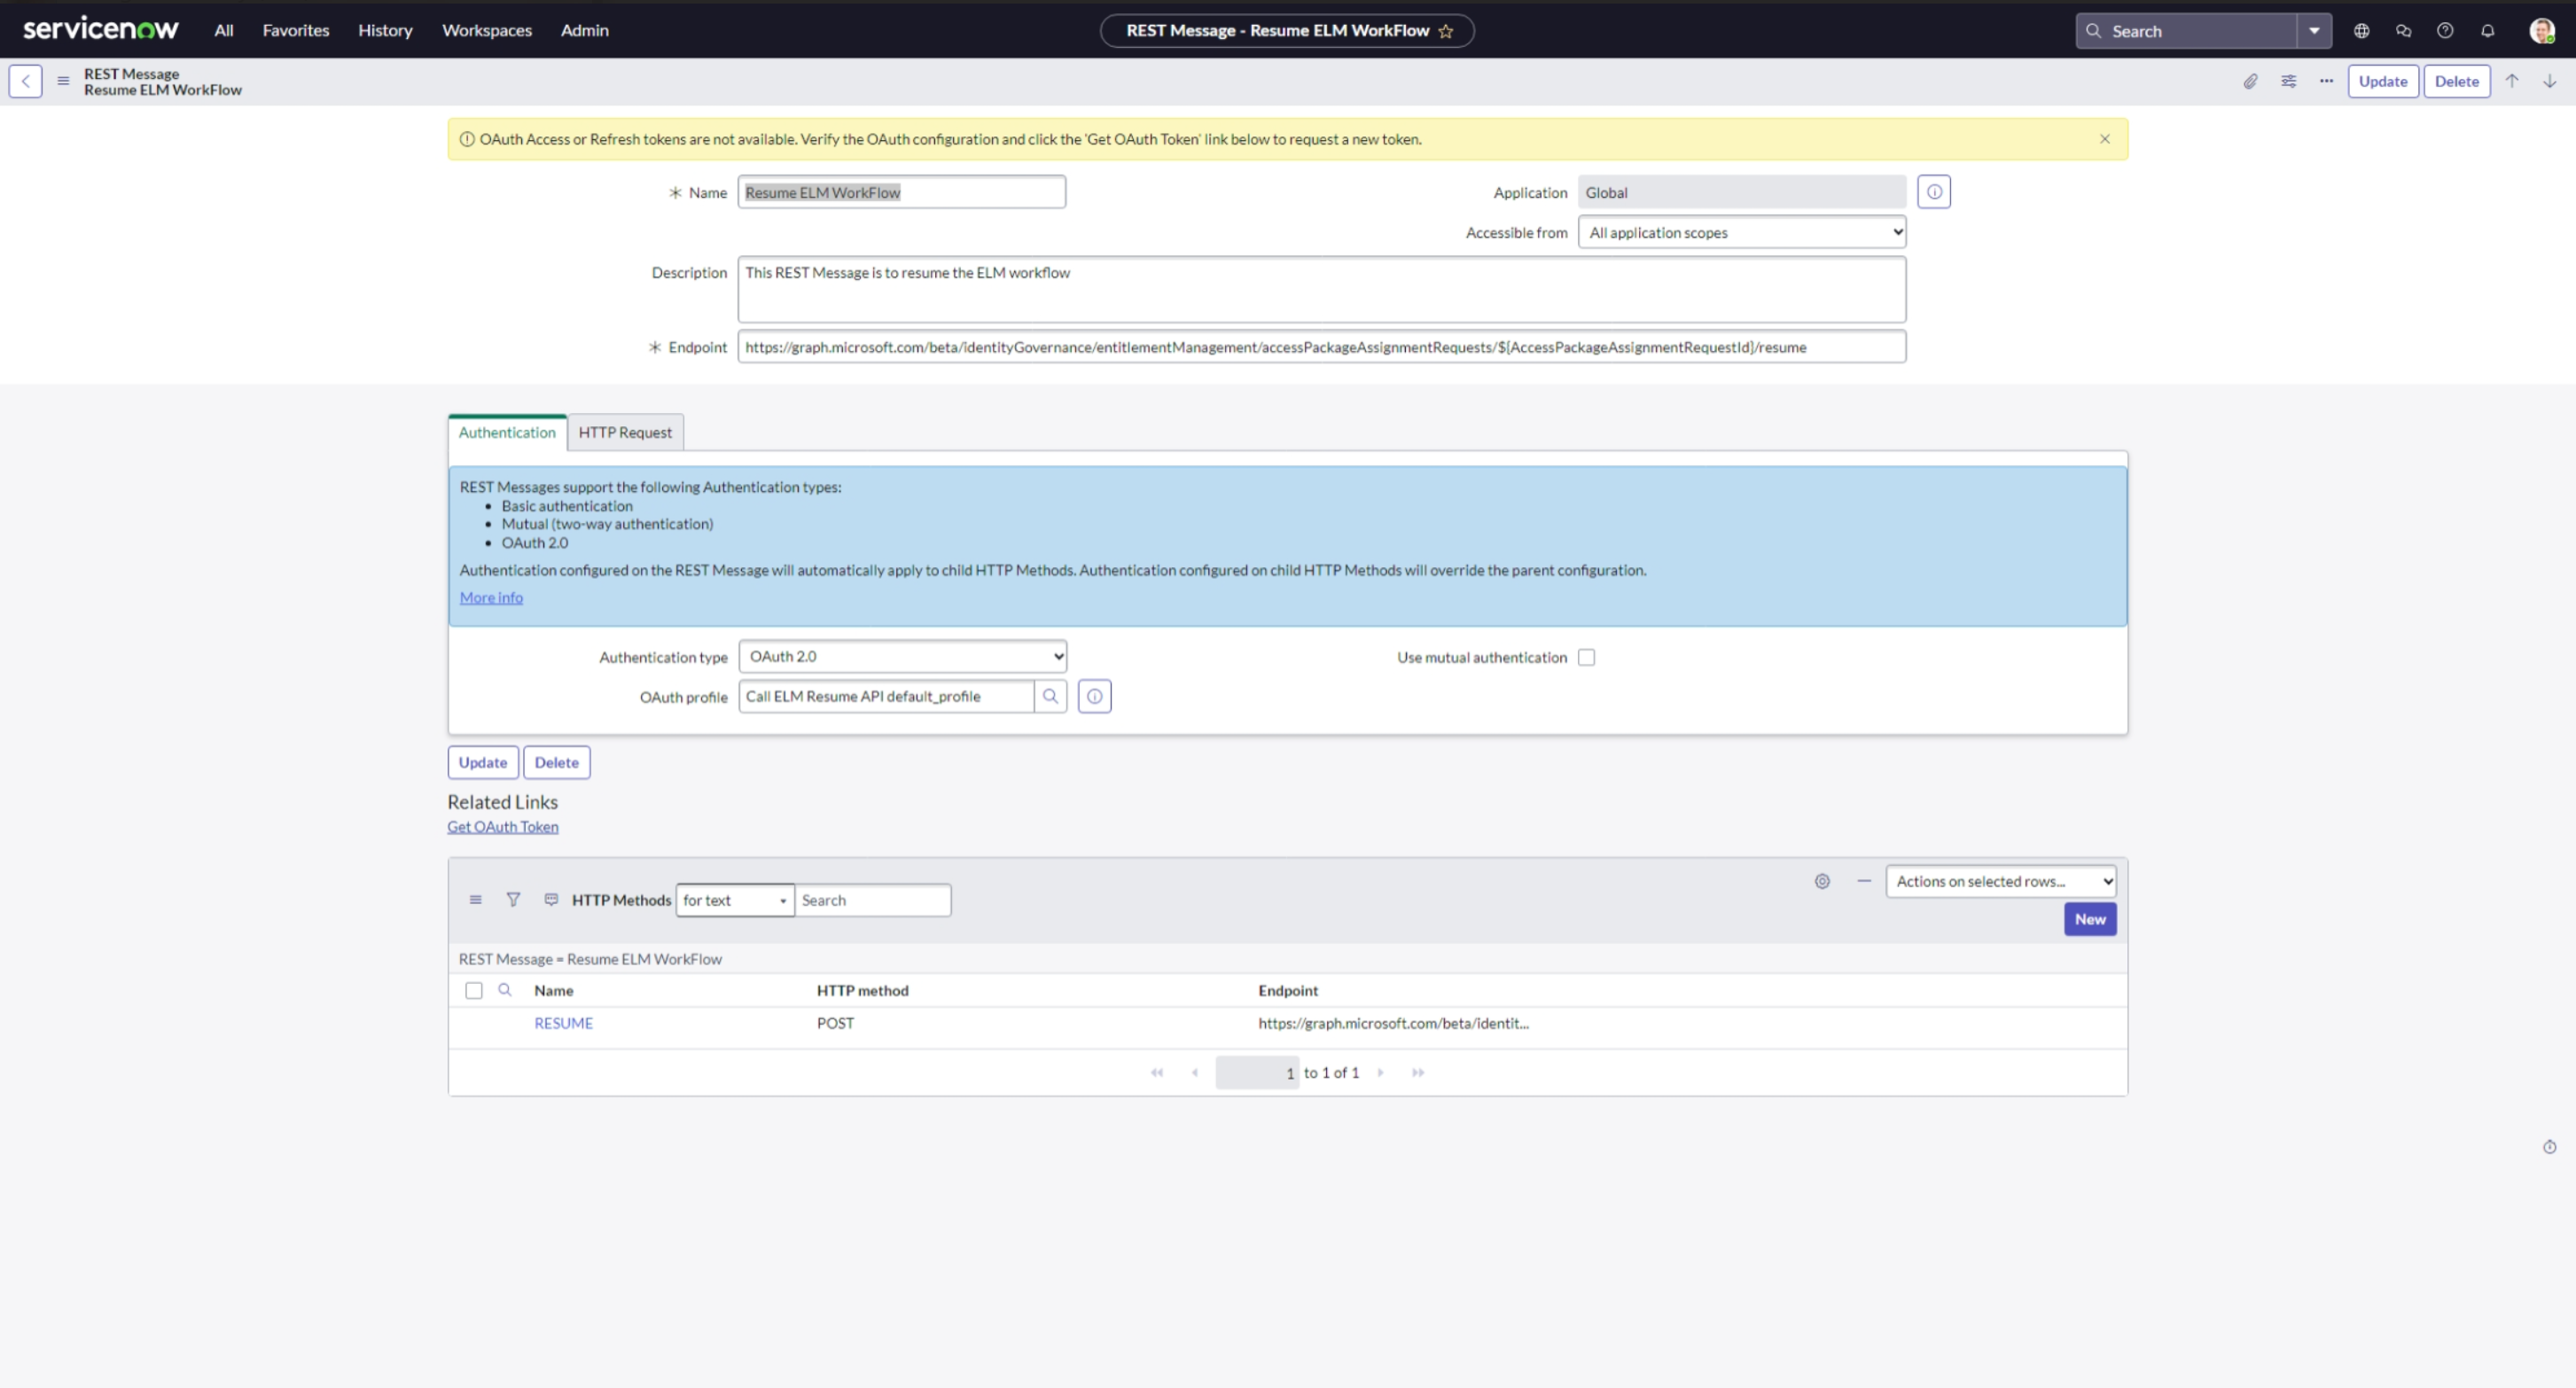 servicenow All Favorites History Workspaces Admin REST Message - Resume ELM WorkFlow Search
REST Message
Resume ELM WorkFlow
Update Delete
OAuth Access or Refresh tokens are not available. Verify the OAuth configuration and click the 'Get OAuth Token' link below to request a new token.
Name Resume ELM WorkFlow Application Global
Accessible from All application scopes
Description This REST Message is to resume the ELM workflow
Endpoint https://graph.microsoft.com/beta/identityGovernance/entitlementManagement/accessPackageAssignmentRequests/${AccessPackageAssignmentRequestId}/resume
Authentication HTTP Request
REST Messages support the following Authentication types:
• Basic authentication
• Mutual (two-way authentication)
• OAuth 2.0
Authentication configured on the REST Message will automatically apply to child HTTP Methods. Authentication configured on child HTTP Methods will override the parent configuration.
More info
Authentication type OAuth 2.0 Use mutual authentication
OAuth profile Call ELM Resume API default_profile
Update Delete
Related Links
Get OAuth Token
Actions on selected rows...
HTTP Methods for text Search
New
REST Message = Resume ELM WorkFlow
Name HTTP method Endpoint
RESUME POST https://graph.microsoft.com/beta/identit...
1 to 1 of 1